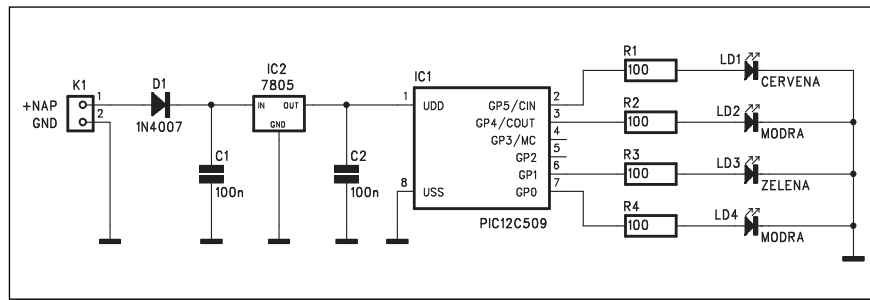 K1
+NAP
GND
1
2
D1
1N4007
C1
100n
IC2
7805
IN
OUT
GND
C2
100n
IC1
1
UDD
8
USS
GP5/CIN
2
GP4/COUT
3
GP3/MC
4
GP2
5
GP1
6
GP0
7
PIC12C509
R1
100
LD1
CERVENA
R2
100
LD2
MODRA
R3
100
LD3
ZELENA
R4
100
LD4
MODRA